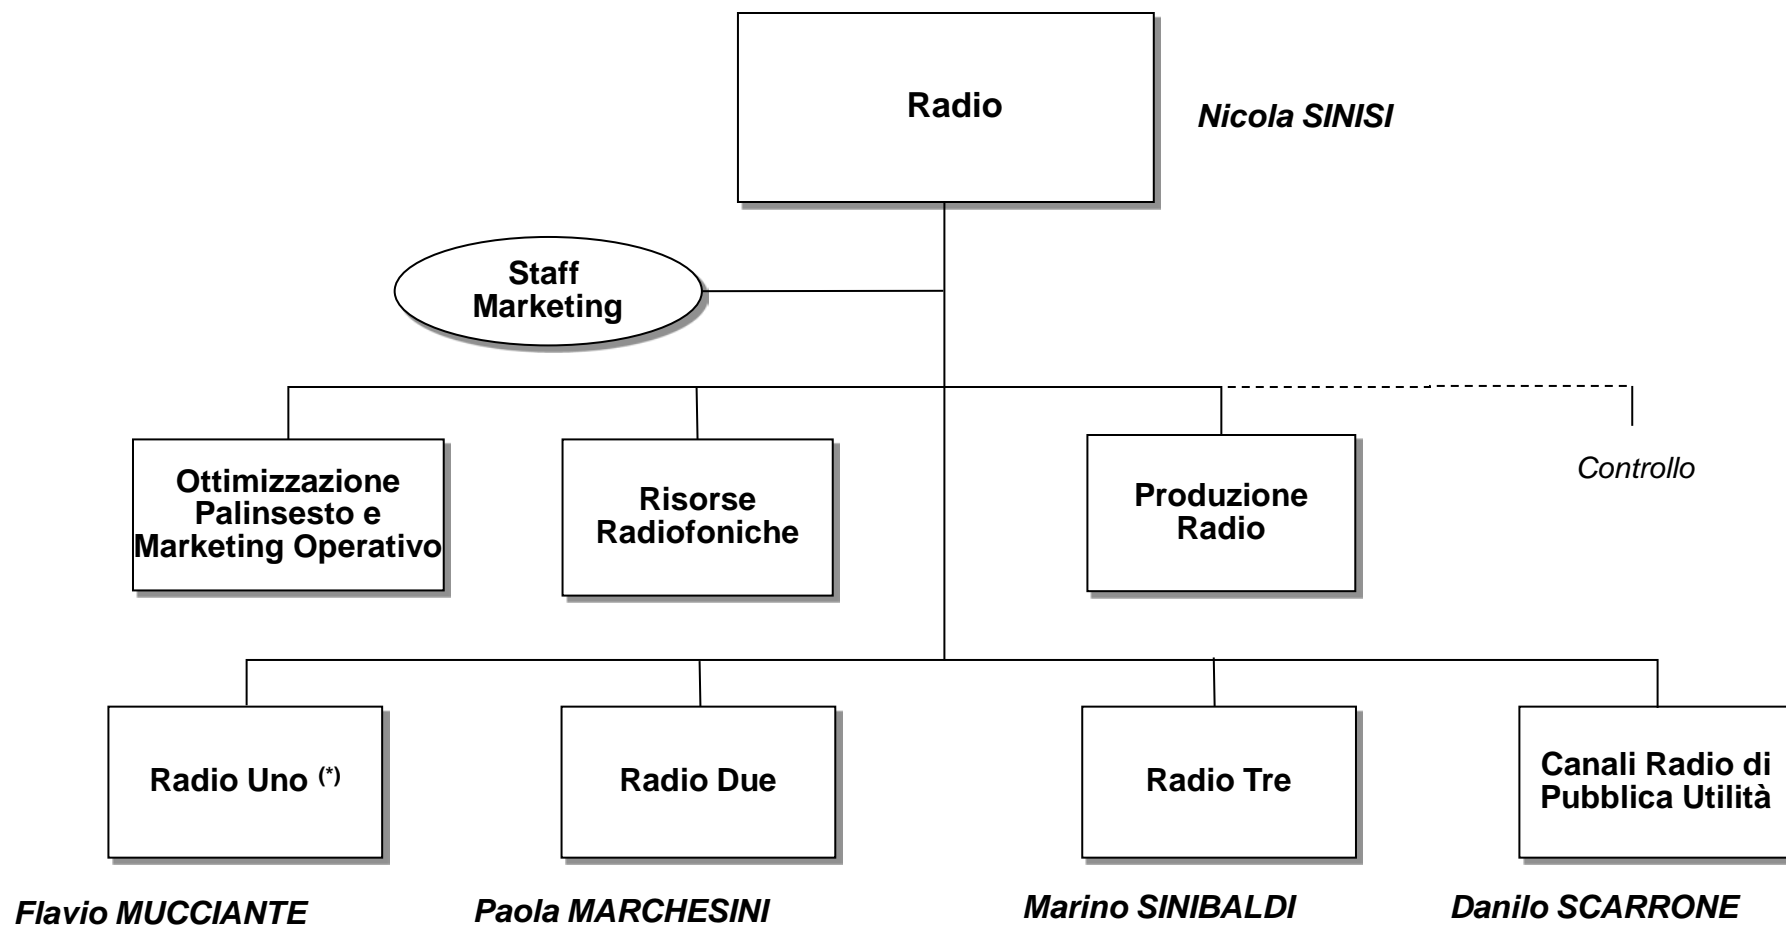 Radio
Nicola SINISI
Staff
Marketing
Ottimizzazione
Palinsesto e
Marketing Operativo
Risorse
Radiofoniche
Produzione
Radio
Controllo
Radio Uno (*)
Radio Due
Radio Tre
Canali Radio di
Pubblica Utilità
Flavio MUCCIANTE
Paola MARCHESINI
Marino SINIBALDI
Danilo SCARRONE